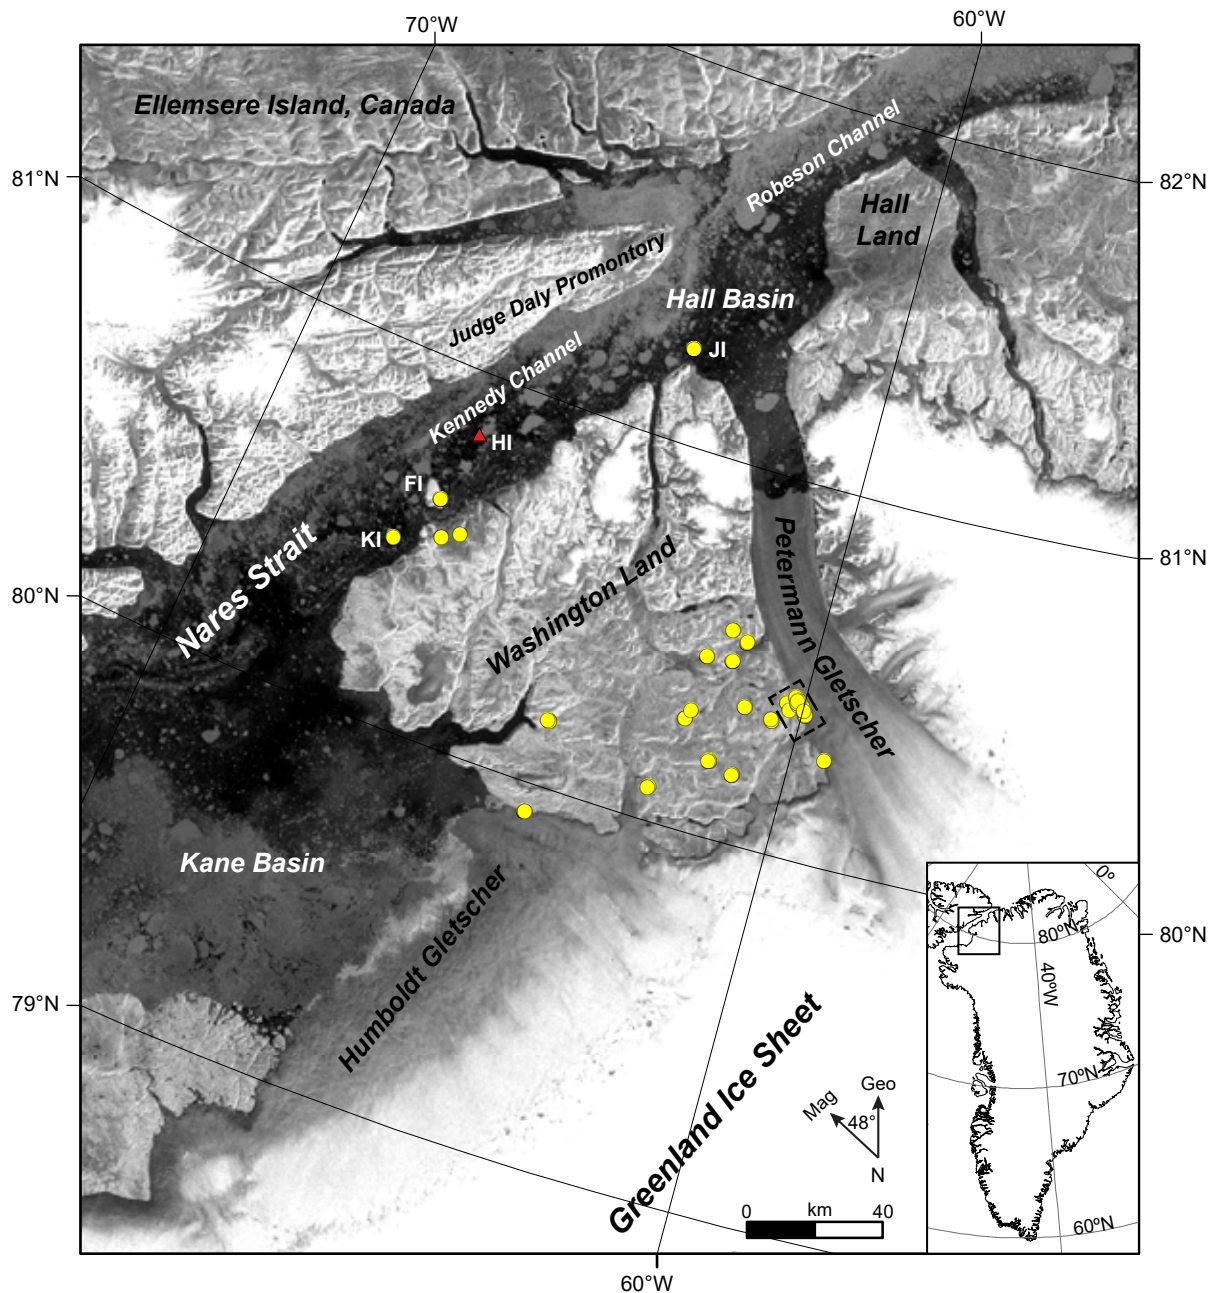 70°W
60°W
Ellemsere Island, Canada
Robeson Channel
81°N
82°N
Hall
Land
Judge Daly Promontory
Hall Basin
JI
Kennedy Channel
HI
FI
KI
Nares Strait
Petermann Gletscher
81°N
80°N
Washington Land
Kane Basin
Humboldt Gletscher
0°
80°N
40°W
80°N
79°N
Greenland Ice Sheet
Mag
Geo
48°
N
70°N
0 km 40
60°N
60°W